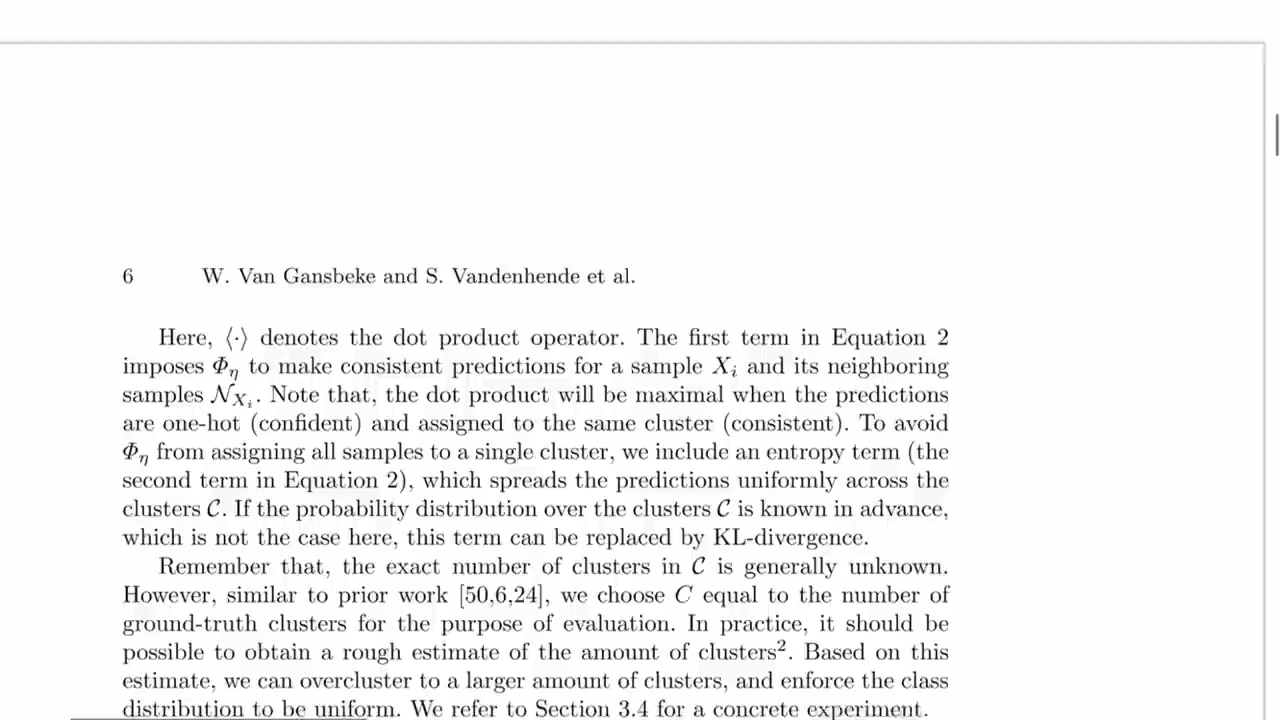 6 W. Van Gansbeke and S. Vandenhende et al.
Here, ⟨·⟩ denotes the dot product operator. The first term in Equation 2
imposes Φη to make consistent predictions for a sample Xi and its neighboring
samples 𝒩Xi. Note that, the dot product will be maximal when the predictions
are one-hot (confident) and assigned to the same cluster (consistent). To avoid
Φη from assigning all samples to a single cluster, we include an entropy term (the
second term in Equation 2), which spreads the predictions uniformly across the
clusters 𝒞. If the probability distribution over the clusters 𝒞 is known in advance,
which is not the case here, this term can be replaced by KL-divergence.
Remember that, the exact number of clusters in 𝒞 is generally unknown.
However, similar to prior work [50,6,24], we choose C equal to the number of
ground-truth clusters for the purpose of evaluation. In practice, it should be
possible to obtain a rough estimate of the amount of clusters². Based on this
estimate, we can overcluster to a larger amount of clusters, and enforce the class
distribution to be uniform. We refer to Section 3.4 for a concrete experiment.